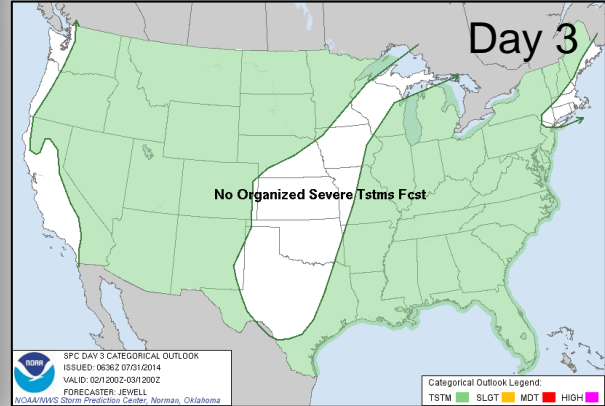 Day 3
No Organized Severe Tstms Fcst
NOAA
SPC DAY 3 CATEGORICAL OUTLOOK
ISSUED: 0636Z 07/31/2014
VALID: 02/1200Z-03/1200Z
FORECASTER: JEWELL
NOAA/NWS Storm Prediction Center, Norman, Oklahoma
Categorical Outlook Legend:
TSTM SLGT MDT HIGH